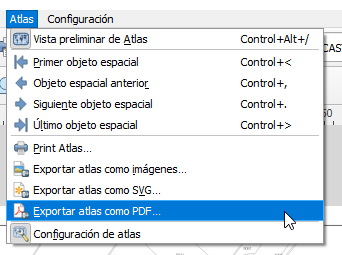 Atlas Configuración
Vista preliminar de Atlas Control+Alt+/
CAS
Primer objeto espacial Control+<
Objeto espacial anterior Control+,
Siguiente objeto espacial Control+.
50
Último objeto espacial Control+>
Print Atlas...
Exportar atlas como imágenes...
Exportar atlas como SVG...
Exportar atlas como PDF...
Configuración de atlas